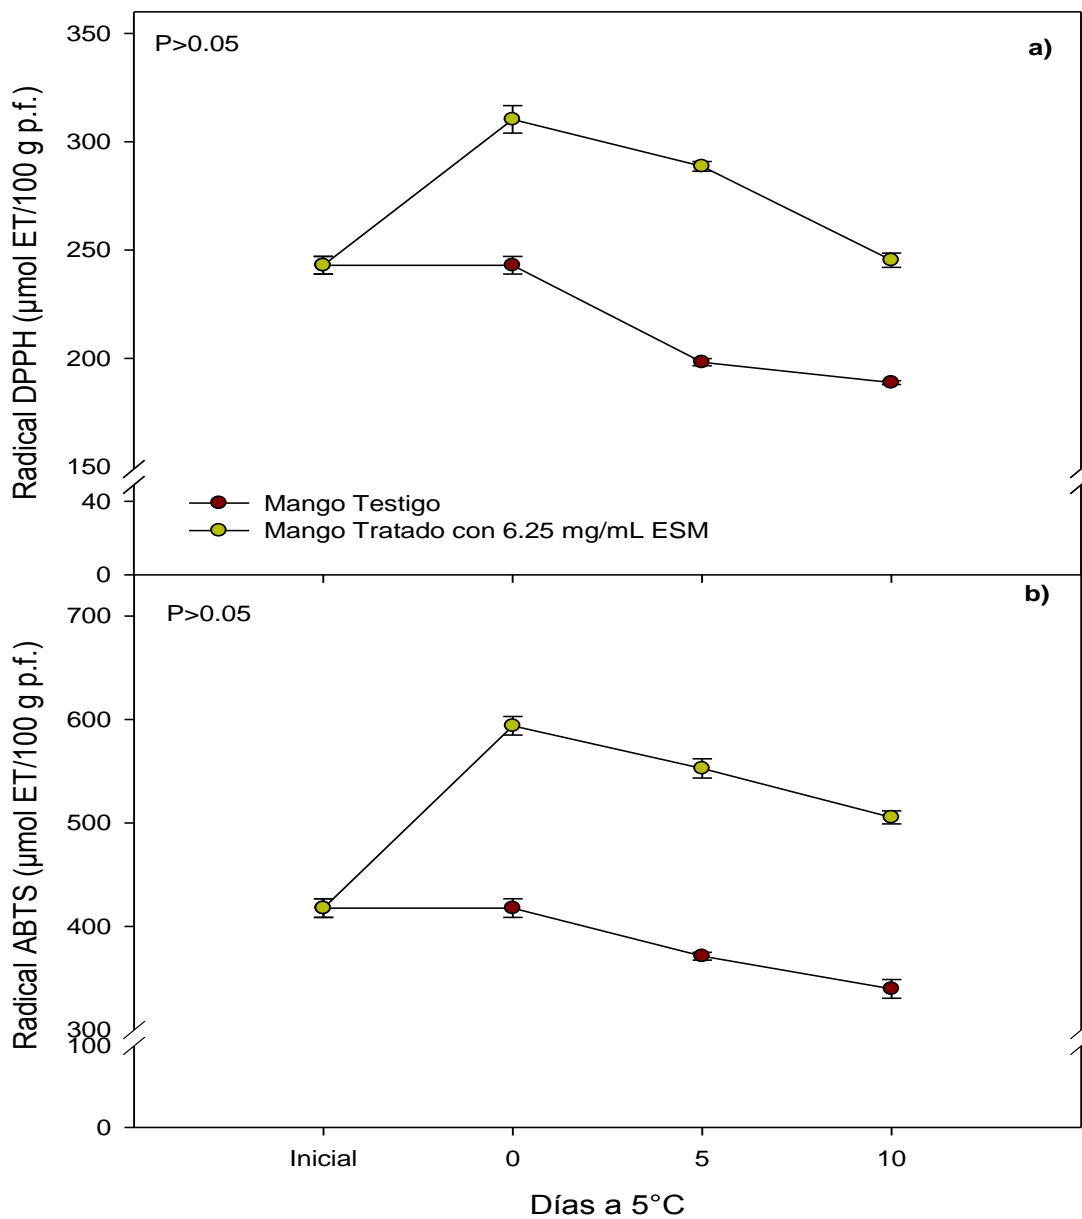 350
P>0.05
a)
300
250
200
150
40
0
Radical DPPH (µmol ET/100 g p.f.)
Mango Testigo
Mango Tratado con 6.25 mg/mL ESM
b)
P>0.05
700
600
500
400
300
100
0
Radical ABTS (µmol ET/100 g p.f.)
Inicial 0 5 10
Días a 5°C